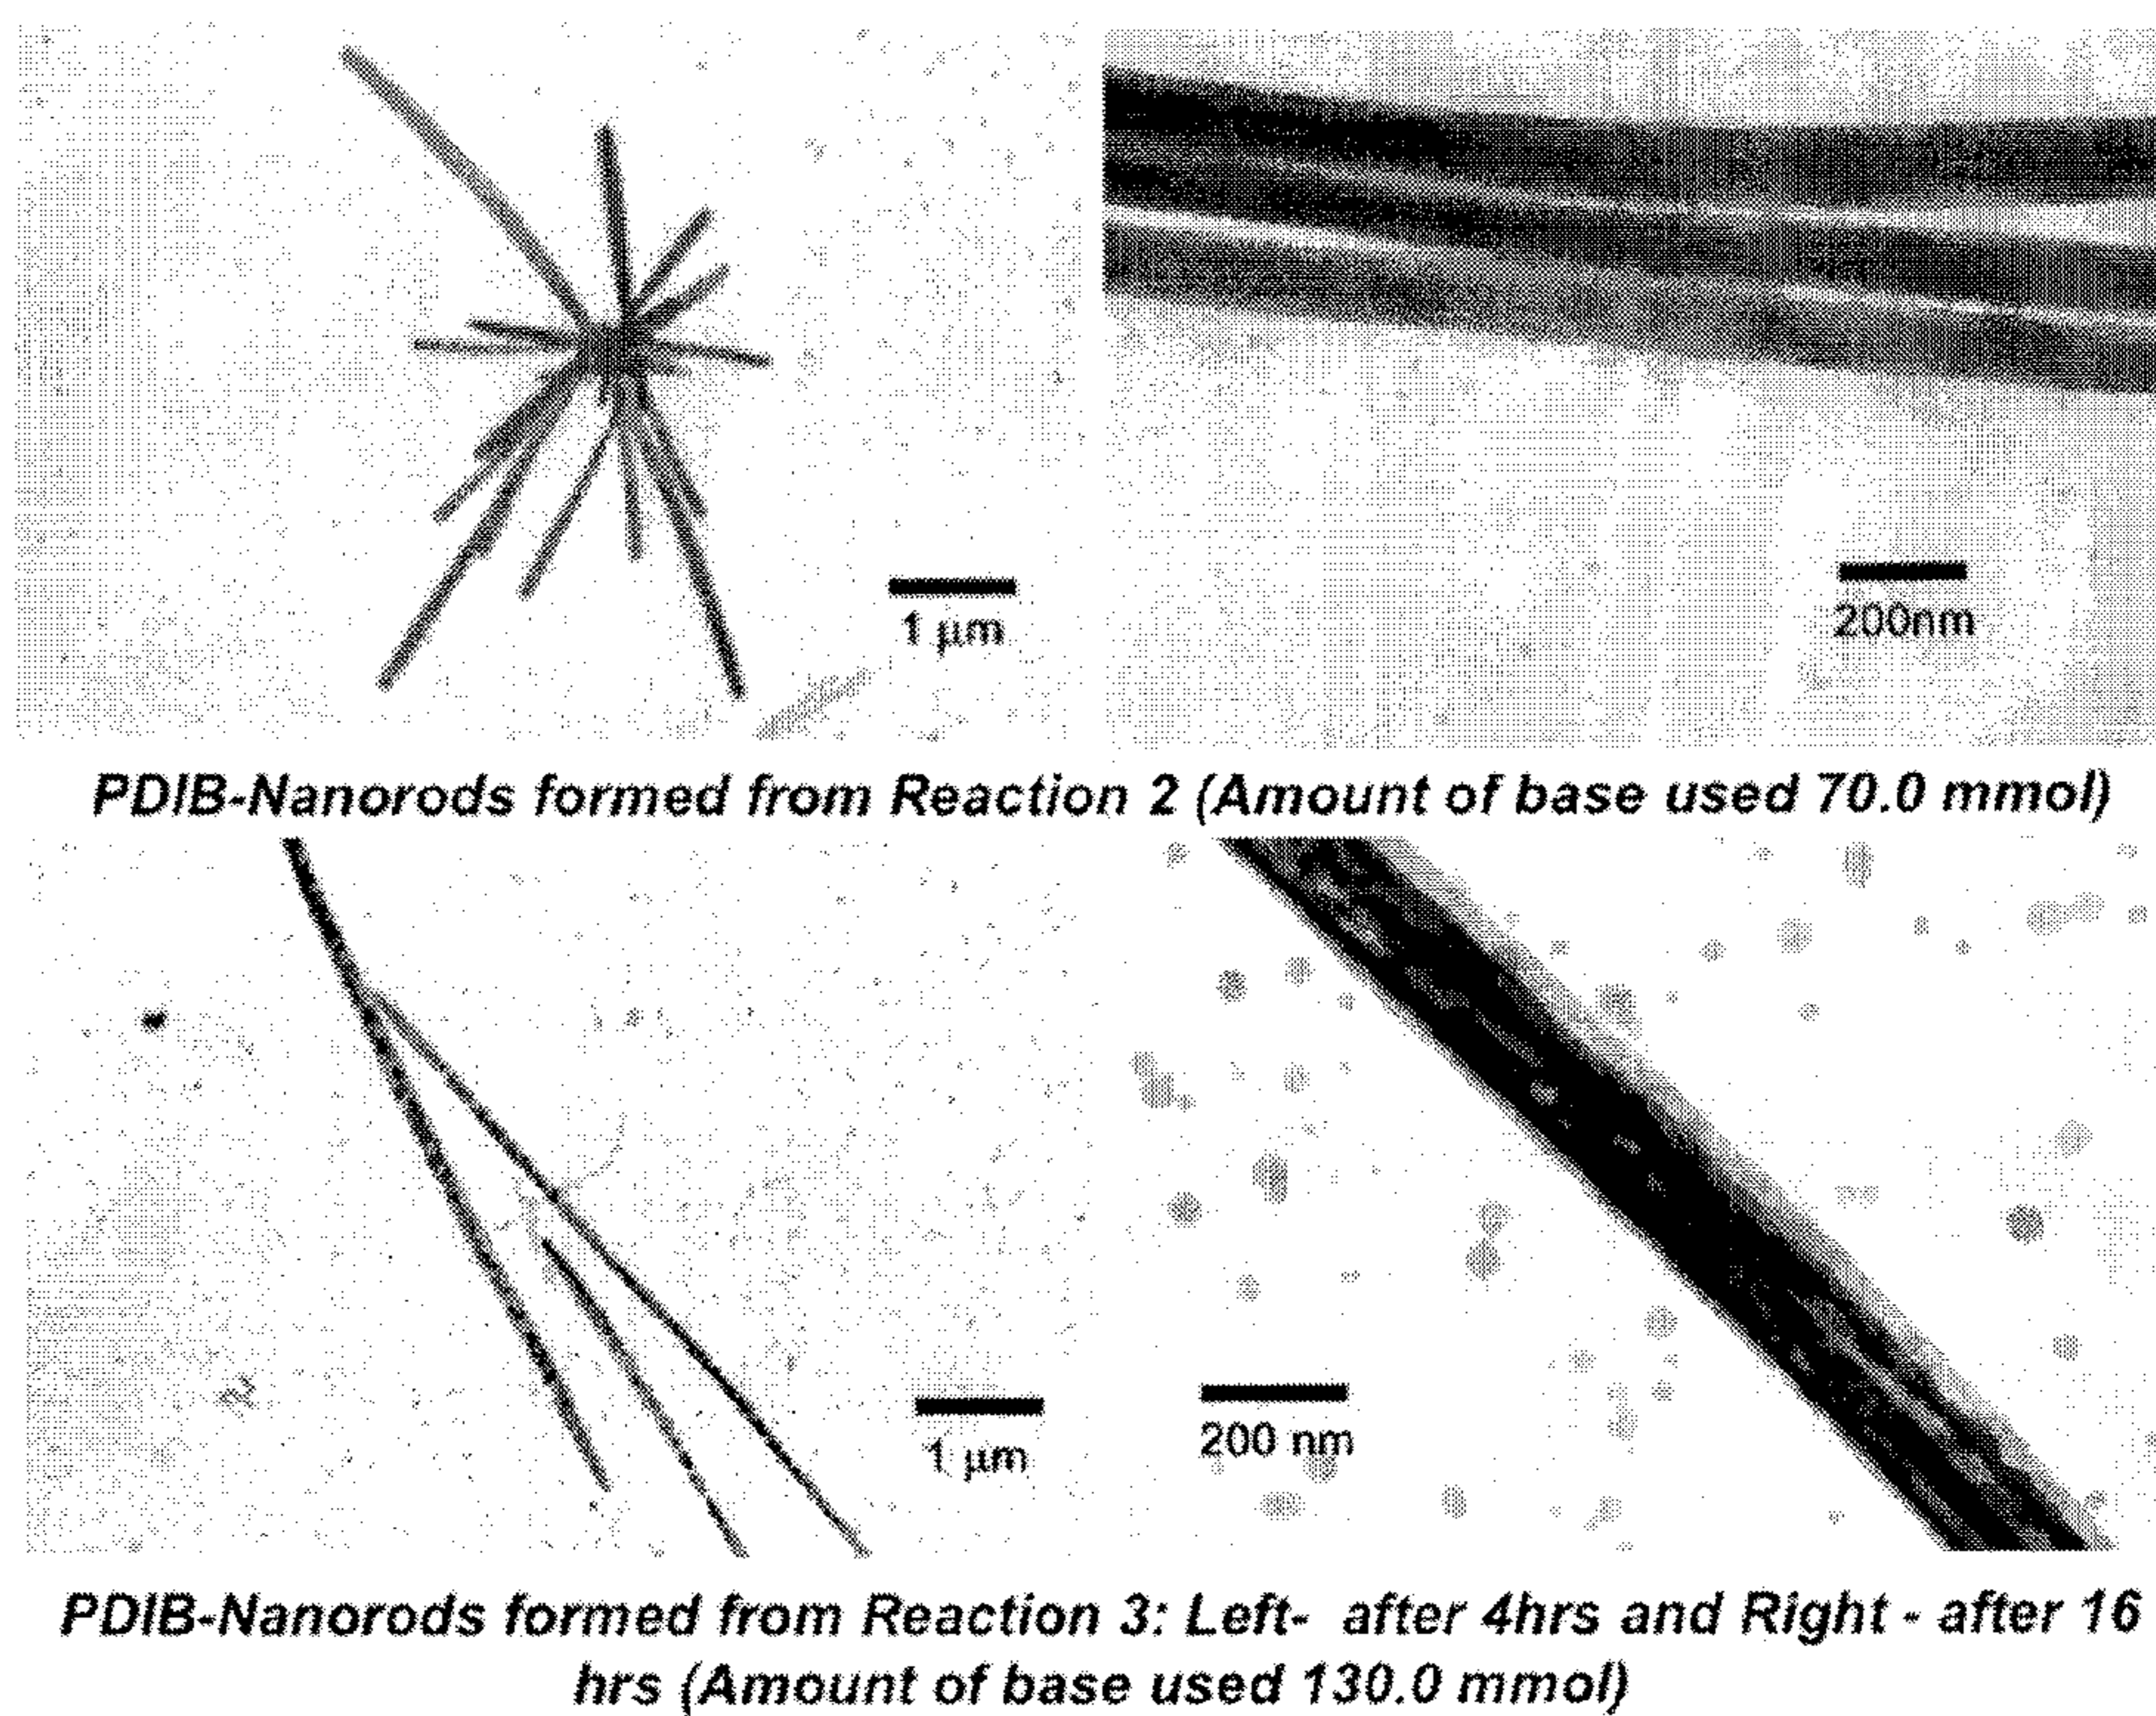 1 μm
200nm
PDIB-Nanorods formed from Reaction 2 (Amount of base used 70.0 mmol)
1 μm
200 nm
PDIB-Nanorods formed from Reaction 3: Left- after 4hrs and Right - after 16
hrs (Amount of base used 130.0 mmol)